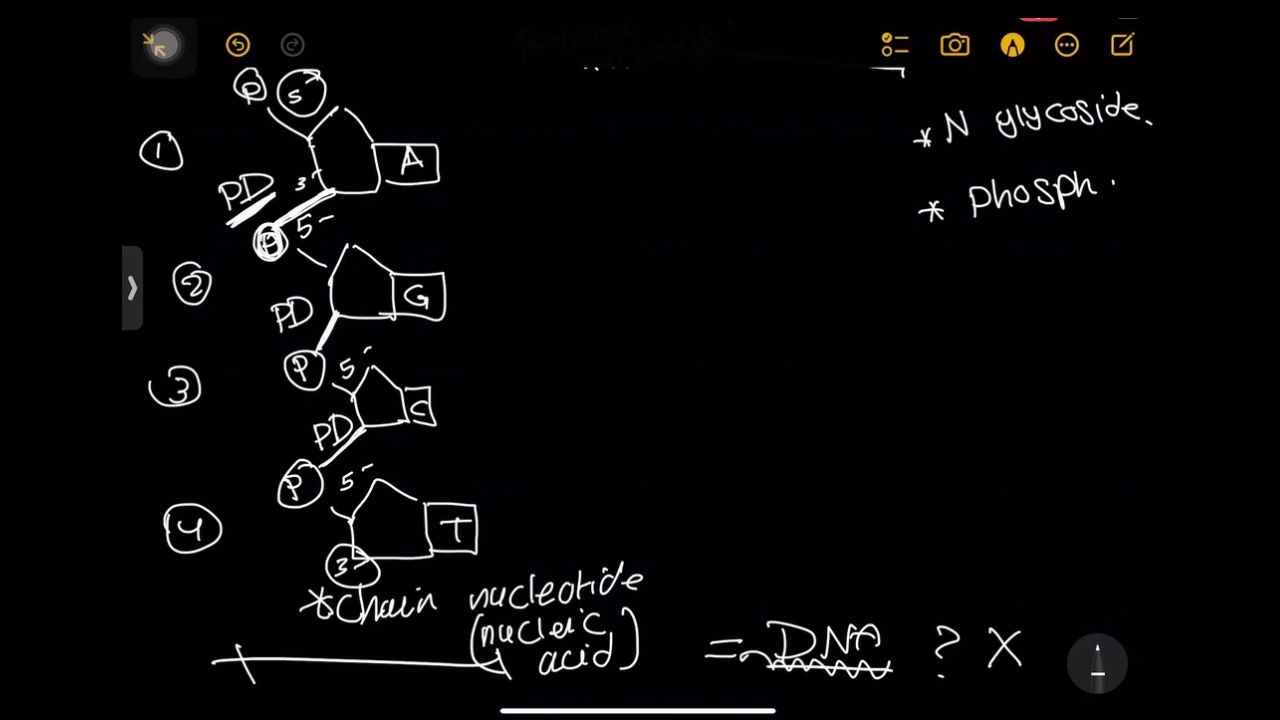 P 5'
* N glycoside.
1
A
PD 3'
* phosph.
P 5'
2
G
PD
P 5'
3
C
PD
P 5'
4
T
3'
*chain nucleotide
(nucleic
acid)
= DNA ? X